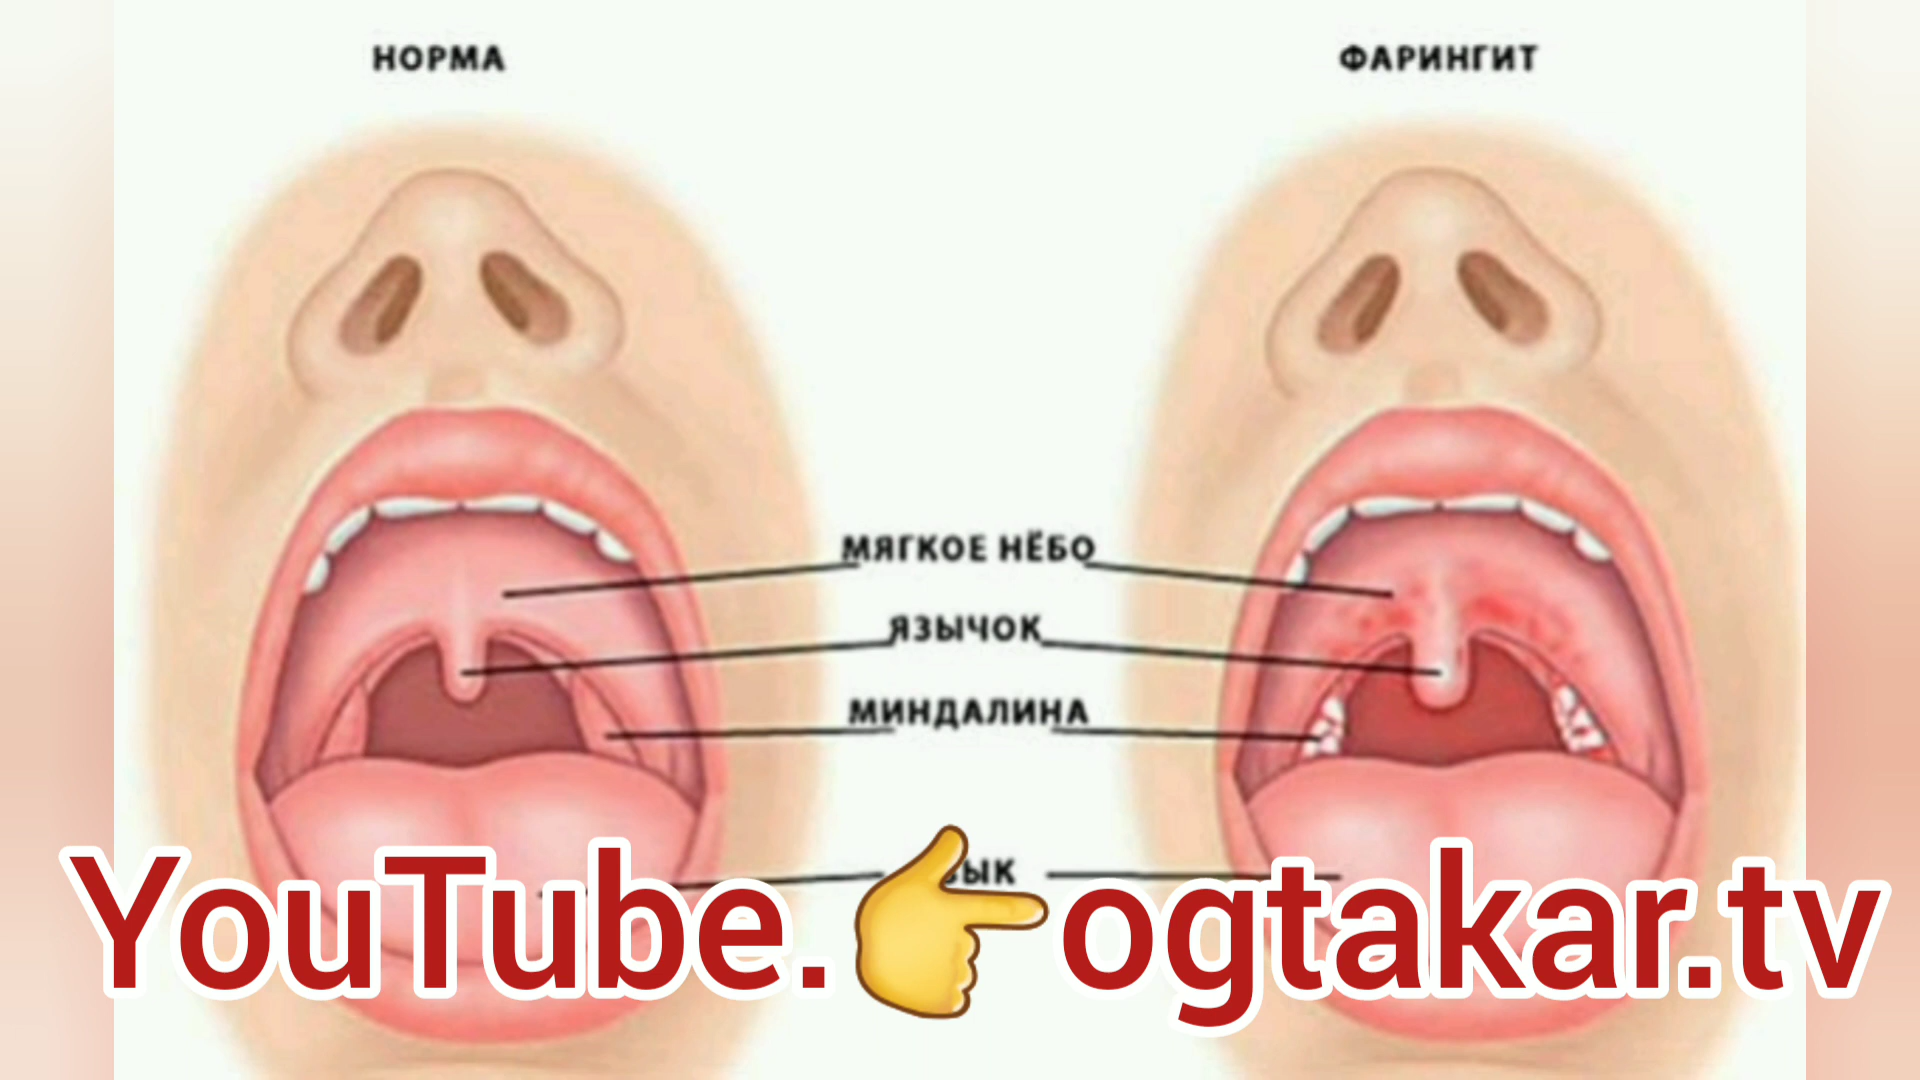 НОРМА
ФАРИНГИТ
МЯГКОЕ НЁБО
ЯЗЫЧОК
МИНДАЛИНА
YouTube.👉ogtakar.tv